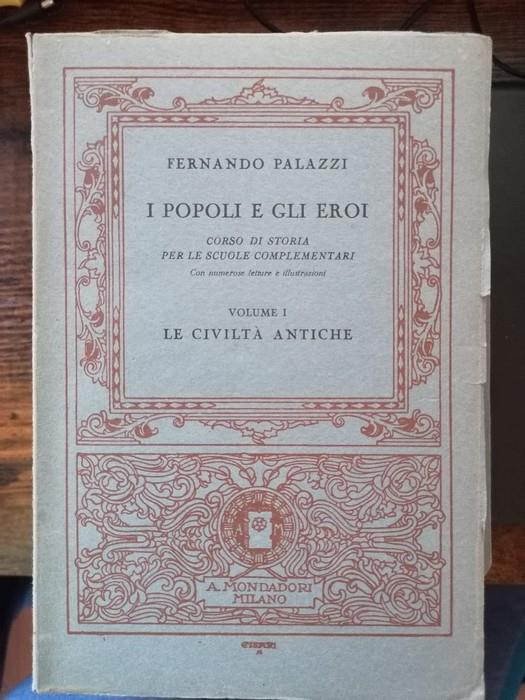 FERNANDO PALAZZI
I POPOLI E GLI EROI
CORSO DI STORIA
PER LE SCUOLE COMPLEMENTARI
Con numerose letture e illustrazioni
VOLUME I
LE CIVILTÀ ANTICHE
A M
A. MONDADORI
MILANO